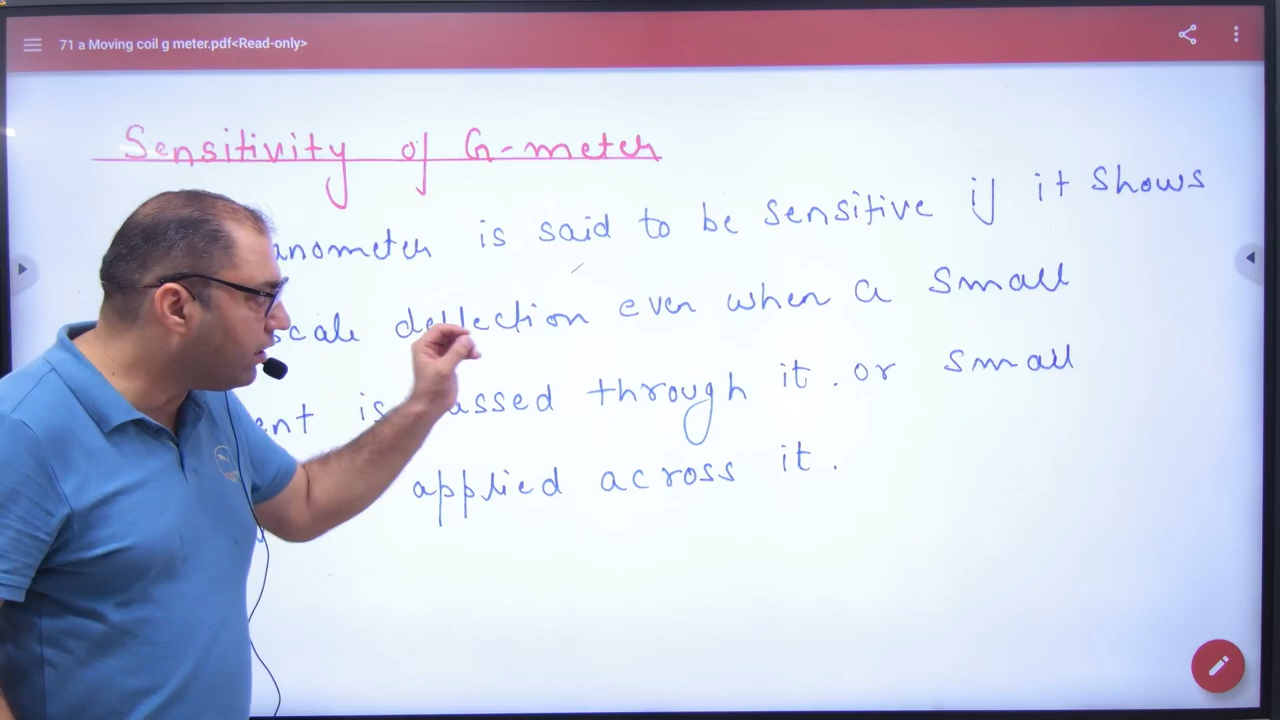 71 a Moving coil g meter.pdf<Read-only>
Sensitivity of G-meter
anometer is said to be sensitive if it shows
scale deflection even when a small
ent is passed through it. or small
applied across it.